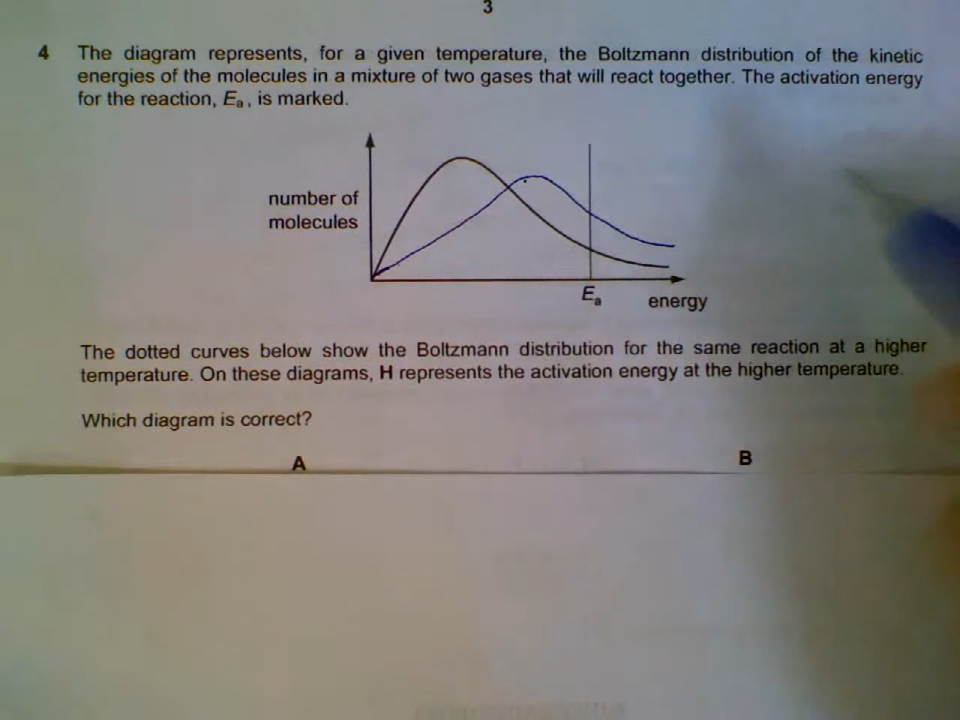 3
4 The diagram represents, for a given temperature, the Boltzmann distribution of the kinetic
energies of the molecules in a mixture of two gases that will react together. The activation energy
for the reaction, Ea, is marked.
number of
molecules
Ea
energy
The dotted curves below show the Boltzmann distribution for the same reaction at a higher
temperature. On these diagrams, H represents the activation energy at the higher temperature.
Which diagram is correct?
A B